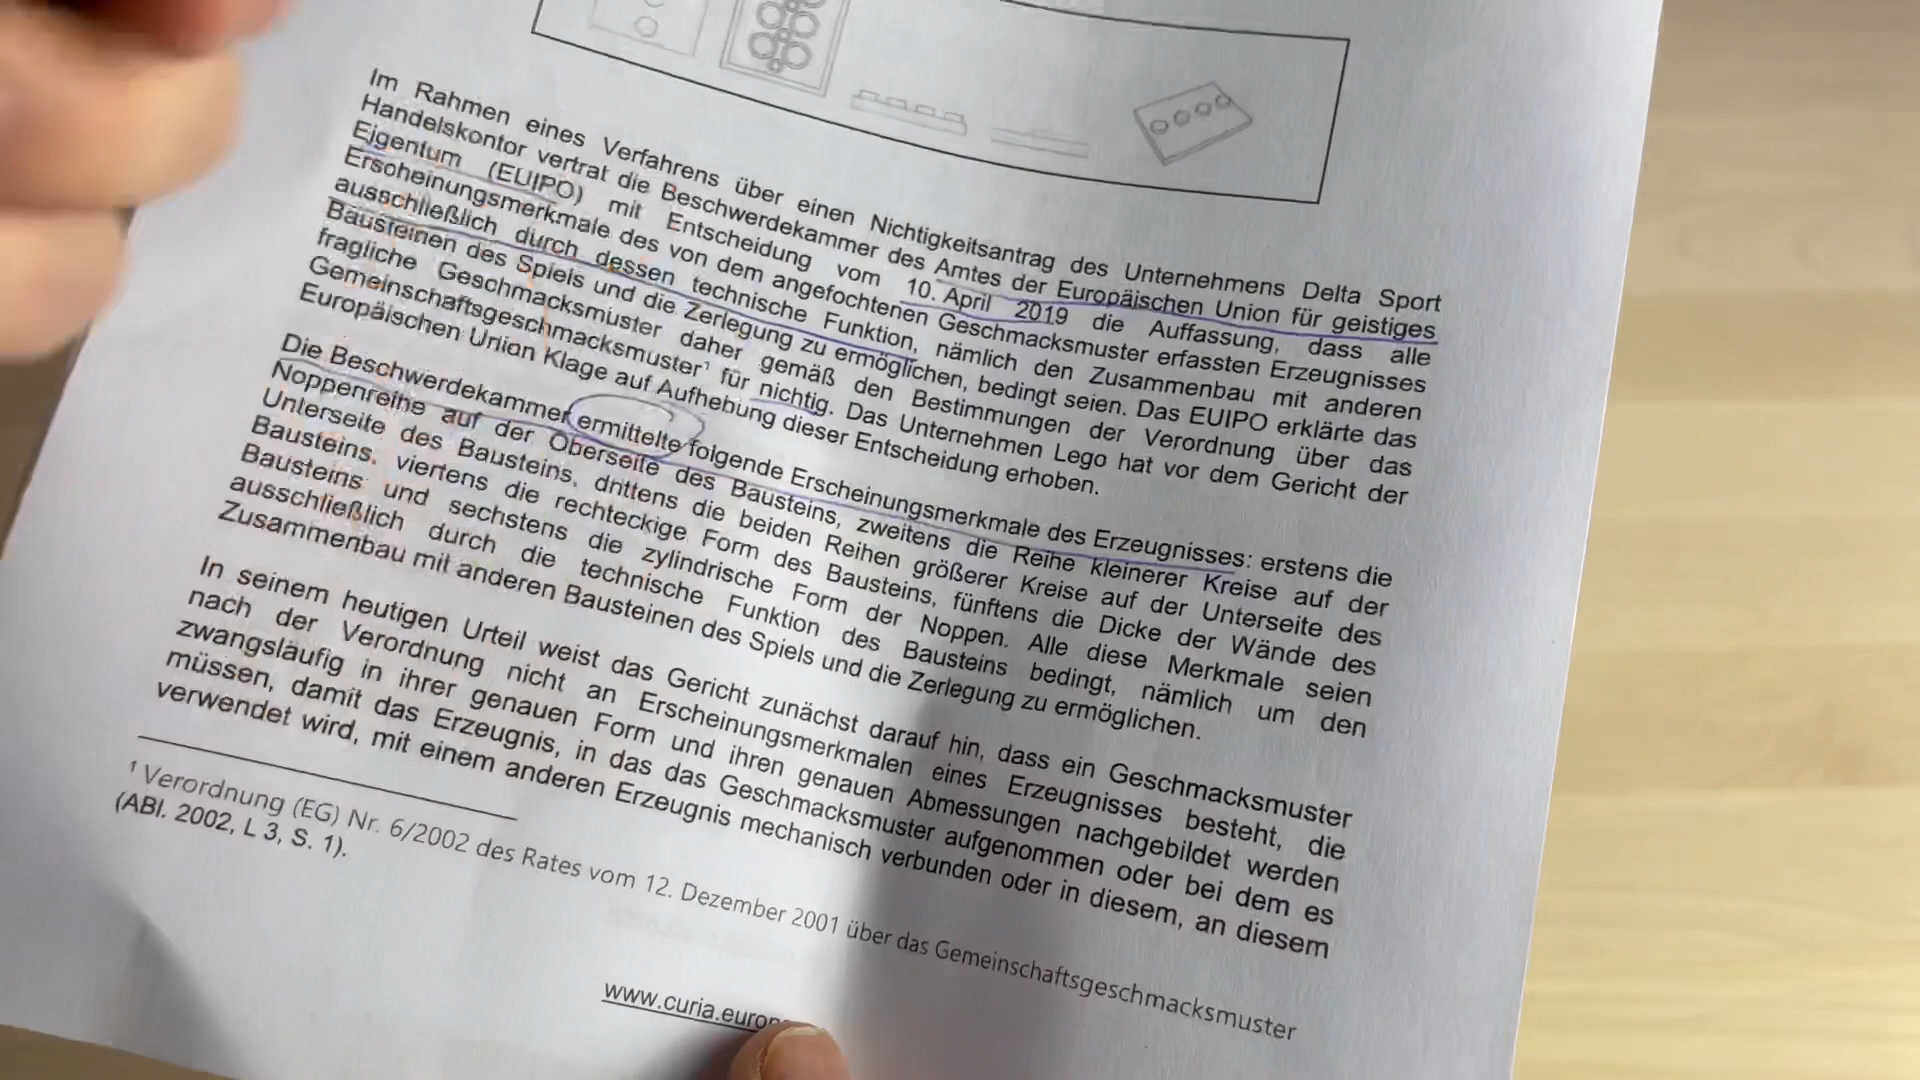 Im Rahmen eines Verfahrens über einen Nichtigkeitsantrag des Unternehmens Delta Sport
Handelskontor vertrat die Beschwerdekammer des Amtes der Europäischen Union für geistiges
Eigentum (EUIPO) mit Entscheidung vom 10. April 2019 die Auffassung, dass alle
Erscheinungsmerkmale des von dem angefochtenen Geschmacksmuster erfassten Erzeugnisses
ausschließlich durch dessen technische Funktion, nämlich den Zusammenbau mit anderen
Bausteinen des Spiels und die Zerlegung zu ermöglichen, bedingt seien. Das EUIPO erklärte das
fragliche Geschmacksmuster daher gemäß den Bestimmungen der Verordnung über das
Gemeinschaftsgeschmacksmuster¹ für nichtig. Das Unternehmen Lego hat vor dem Gericht der
Europäischen Union Klage auf Aufhebung dieser Entscheidung erhoben.
Die Beschwerdekammer ermittelte folgende Erscheinungsmerkmale des Erzeugnisses: erstens die
Noppenreihe auf der Oberseite des Bausteins, zweitens die Reihe kleinerer Kreise auf der
Unterseite des Bausteins, drittens die beiden Reihen größerer Kreise auf der Unterseite des
Bausteins, viertens die rechteckige Form des Bausteins, fünftens die Dicke der Wände des
Bausteins und sechstens die zylindrische Form der Noppen. Alle diese Merkmale seien
ausschließlich durch die technische Funktion des Bausteins bedingt, nämlich um den
Zusammenbau mit anderen Bausteinen des Spiels und die Zerlegung zu ermöglichen.
In seinem heutigen Urteil weist das Gericht zunächst darauf hin, dass ein Geschmacksmuster
nach der Verordnung nicht an Erscheinungsmerkmalen eines Erzeugnisses besteht, die
zwangsläufig in ihrer genauen Form und ihren genauen Abmessungen nachgebildet werden
müssen, damit das Erzeugnis, in das das Geschmacksmuster aufgenommen oder bei dem es
verwendet wird, mit einem anderen Erzeugnis mechanisch verbunden oder in diesem, an diesem
¹ Verordnung (EG) Nr. 6/2002 des Rates vom 12. Dezember 2001 über das Gemeinschaftsgeschmacksmuster
(ABl. 2002, L 3, S. 1).
www.curia.europ